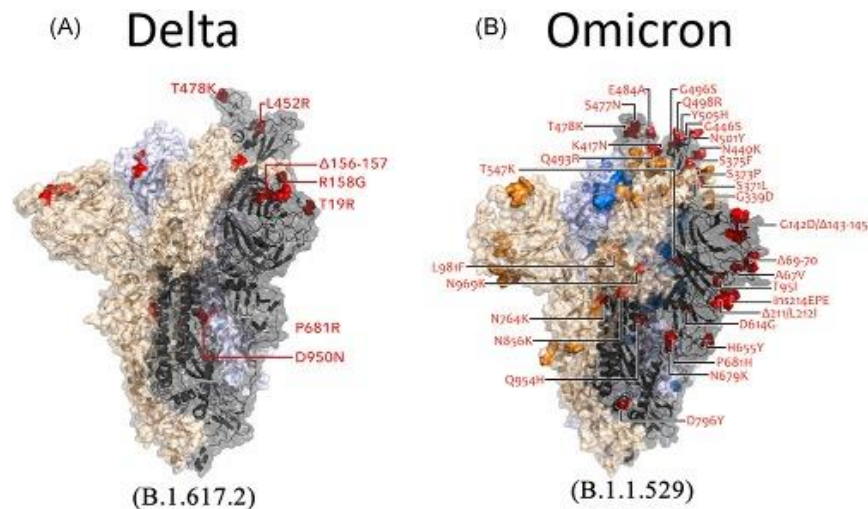 (A) Delta
T478K
L452R
Δ156-157
R158G
T19R
P681R
D950N
(B.1.617.2)
(B) Omicron
E484A
S477N
T478K
K417N
Q493R
T547K
G496S
Q498R
Y505H
G446S
N501Y
N440K
S375F
S373P
S371L
G339D
G142D/Δ143-145
Δ69-70
A67V
T95I
ins214EPE
Δ211/L212I
D614G
H655Y
P681H
N679K
L981F
N969K
N764K
N856K
Q954H
D796Y
(B.1.1.529)